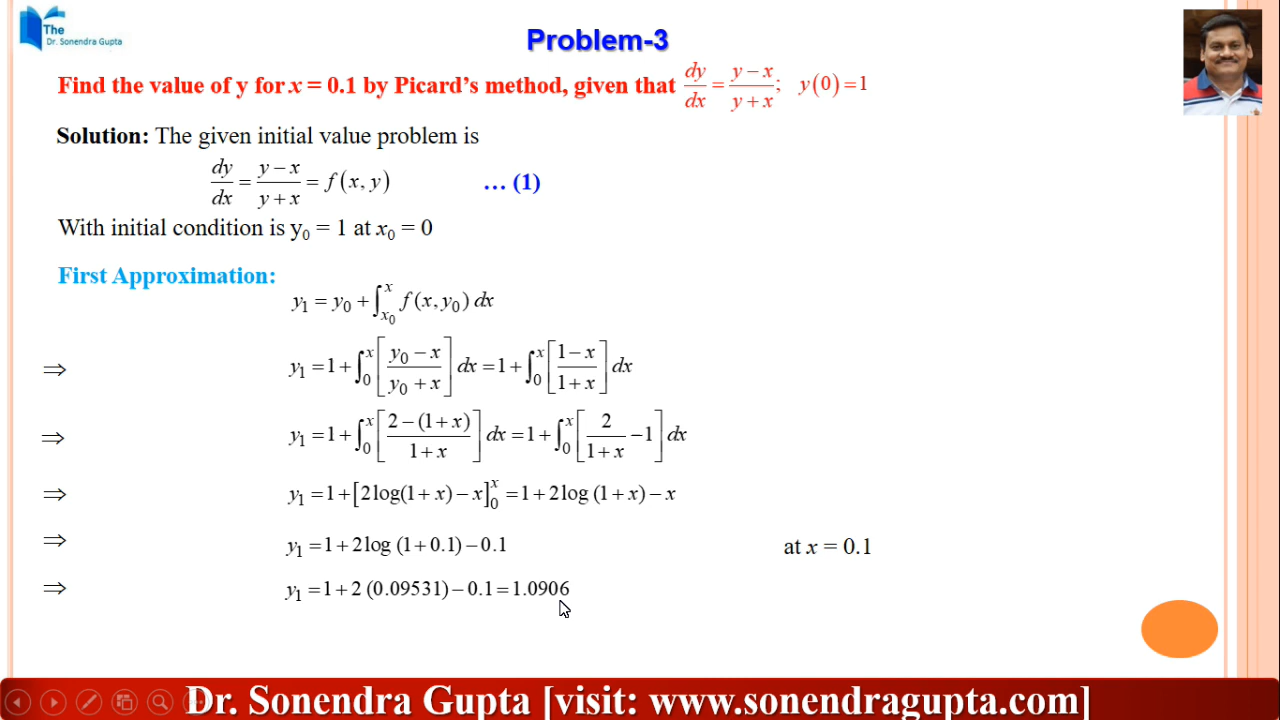 The
Dr. Sonendra Gupta
Problem-3
Find the value of y for x = 0.1 by Picard's method, given that dy/dx = (y − x)/(y + x); y(0) = 1
Solution: The given initial value problem is
dy/dx = (y − x)/(y + x) = f(x, y) … (1)
With initial condition is y₀ = 1 at x₀ = 0
First Approximation:
y₁ = y₀ + ∫_{x₀}^{x} f(x, y₀) dx
⇒ y₁ = 1 + ∫₀ˣ [(y₀ − x)/(y₀ + x)] dx = 1 + ∫₀ˣ [(1 − x)/(1 + x)] dx
⇒ y₁ = 1 + ∫₀ˣ [(2 − (1 + x))/(1 + x)] dx = 1 + ∫₀ˣ [2/(1 + x) − 1] dx
⇒ y₁ = 1 + [2log(1 + x) − x]₀ˣ = 1 + 2log (1 + x) − x
⇒ y₁ = 1 + 2log (1 + 0.1) − 0.1 at x = 0.1
⇒ y₁ = 1 + 2 (0.09531) − 0.1 = 1.0906
Dr. Sonendra Gupta [visit: www.sonendragupta.com]